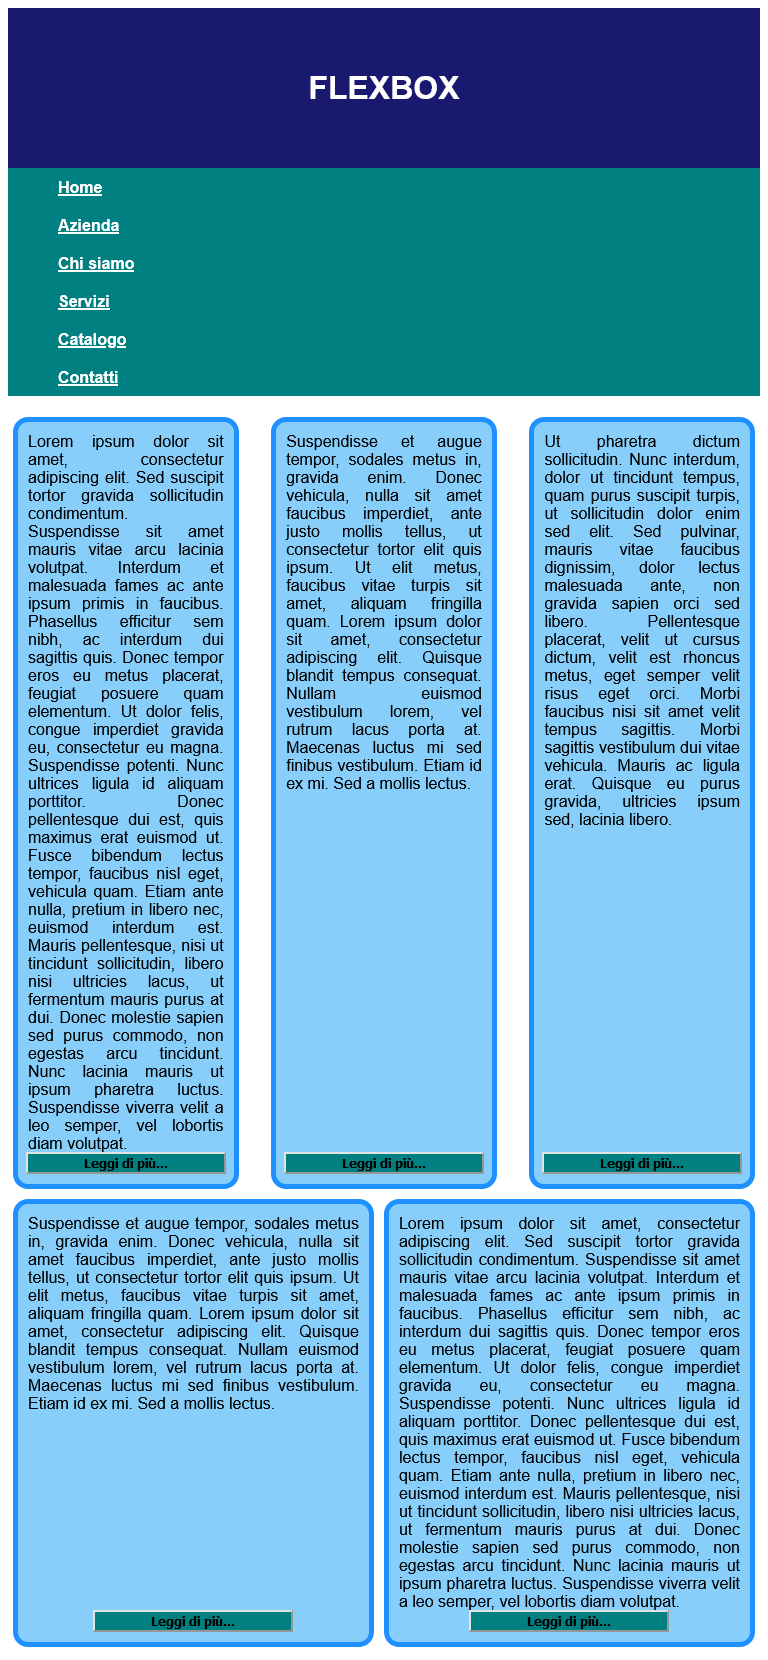 FLEXBOX
Home
Azienda
Chi siamo
Servizi
Catalogo
Contatti
Lorem ipsum dolor sit
amet, consectetur
adipiscing elit. Sed suscipit
tortor gravida sollicitudin
condimentum.
Suspendisse sit amet
mauris vitae arcu lacinia
volutpat. Interdum et
malesuada fames ac ante
ipsum primis in faucibus.
Phasellus efficitur sem
nibh, ac interdum dui
sagittis quis. Donec tempor
eros eu metus placerat,
feugiat posuere quam
elementum. Ut dolor felis,
congue imperdiet gravida
eu, consectetur eu magna.
Suspendisse potenti. Nunc
ultrices ligula id aliquam
porttitor. Donec
pellentesque dui est, quis
maximus erat euismod ut.
Fusce bibendum lectus
tempor, faucibus nisl eget,
vehicula quam. Etiam ante
nulla, pretium in libero nec,
euismod interdum est.
Mauris pellentesque, nisi ut
tincidunt sollicitudin, libero
nisi ultricies lacus, ut
fermentum mauris purus at
dui. Donec molestie sapien
sed purus commodo, non
egestas arcu tincidunt.
Nunc lacinia mauris ut
ipsum pharetra luctus.
Suspendisse viverra velit a
leo semper, vel lobortis
diam volutpat.
Leggi di più...
Suspendisse et augue
tempor, sodales metus in,
gravida enim. Donec
vehicula, nulla sit amet
faucibus imperdiet, ante
justo mollis tellus, ut
consectetur tortor elit quis
ipsum. Ut elit metus,
faucibus vitae turpis sit
amet, aliquam fringilla
quam. Lorem ipsum dolor
sit amet, consectetur
adipiscing elit. Quisque
blandit tempus consequat.
Nullam euismod
vestibulum lorem, vel
rutrum lacus porta at.
Maecenas luctus mi sed
finibus vestibulum. Etiam id
ex mi. Sed a mollis lectus.
Leggi di più...
Ut pharetra dictum
sollicitudin. Nunc interdum,
dolor ut tincidunt tempus,
quam purus suscipit turpis,
ut sollicitudin dolor enim
sed elit. Sed pulvinar,
mauris vitae faucibus
dignissim, dolor lectus
malesuada ante, non
gravida sapien orci sed
libero. Pellentesque
placerat, velit ut cursus
dictum, velit est rhoncus
metus, eget semper velit
risus eget orci. Morbi
faucibus nisi sit amet velit
tempus sagittis. Morbi
sagittis vestibulum dui vitae
vehicula. Mauris ac ligula
erat. Quisque eu purus
gravida, ultricies ipsum
sed, lacinia libero.
Leggi di più...
Suspendisse et augue tempor, sodales metus
in, gravida enim. Donec vehicula, nulla sit
amet faucibus imperdiet, ante justo mollis
tellus, ut consectetur tortor elit quis ipsum. Ut
elit metus, faucibus vitae turpis sit amet,
aliquam fringilla quam. Lorem ipsum dolor sit
amet, consectetur adipiscing elit. Quisque
blandit tempus consequat. Nullam euismod
vestibulum lorem, vel rutrum lacus porta at.
Maecenas luctus mi sed finibus vestibulum.
Etiam id ex mi. Sed a mollis lectus.
Leggi di più...
Lorem ipsum dolor sit amet, consectetur
adipiscing elit. Sed suscipit tortor gravida
sollicitudin condimentum. Suspendisse sit amet
mauris vitae arcu lacinia volutpat. Interdum et
malesuada fames ac ante ipsum primis in
faucibus. Phasellus efficitur sem nibh, ac
interdum dui sagittis quis. Donec tempor eros
eu metus placerat, feugiat posuere quam
elementum. Ut dolor felis, congue imperdiet
gravida eu, consectetur eu magna.
Suspendisse potenti. Nunc ultrices ligula id
aliquam porttitor. Donec pellentesque dui est,
quis maximus erat euismod ut. Fusce bibendum
lectus tempor, faucibus nisl eget, vehicula
quam. Etiam ante nulla, pretium in libero nec,
euismod interdum est. Mauris pellentesque, nisi
ut tincidunt sollicitudin, libero nisi ultricies lacus,
ut fermentum mauris purus at dui. Donec
molestie sapien sed purus commodo, non
egestas arcu tincidunt. Nunc lacinia mauris ut
ipsum pharetra luctus. Suspendisse viverra velit
a leo semper, vel lobortis diam volutpat.
Leggi di più...